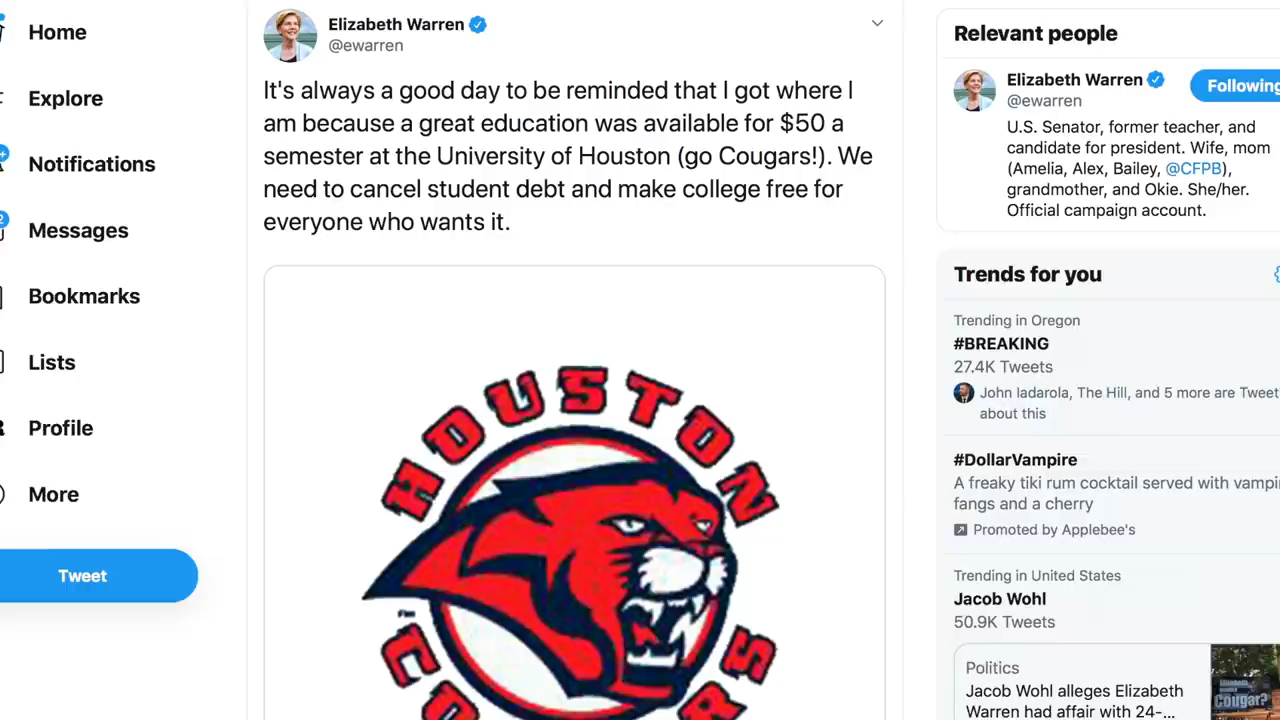 Home
Explore
Notifications
Messages
Bookmarks
Lists
Profile
More
Tweet
Elizabeth Warren
@ewarren
It's always a good day to be reminded that I got where I
am because a great education was available for $50 a
semester at the University of Houston (go Cougars!). We
need to cancel student debt and make college free for
everyone who wants it.
HOUSTON
Relevant people
Elizabeth Warren
@ewarren
Following
U.S. Senator, former teacher, and
candidate for president. Wife, mom
(Amelia, Alex, Bailey, @CFPB),
grandmother, and Okie. She/her.
Official campaign account.
Trends for you
Trending in Oregon
#BREAKING
27.4K Tweets
John Iadarola, The Hill, and 5 more are Tweet
about this
#DollarVampire
A freaky tiki rum cocktail served with vampi
fangs and a cherry
Promoted by Applebee's
Trending in United States
Jacob Wohl
50.9K Tweets
Politics
Jacob Wohl alleges Elizabeth
Warren had affair with 24-...
Cougar?